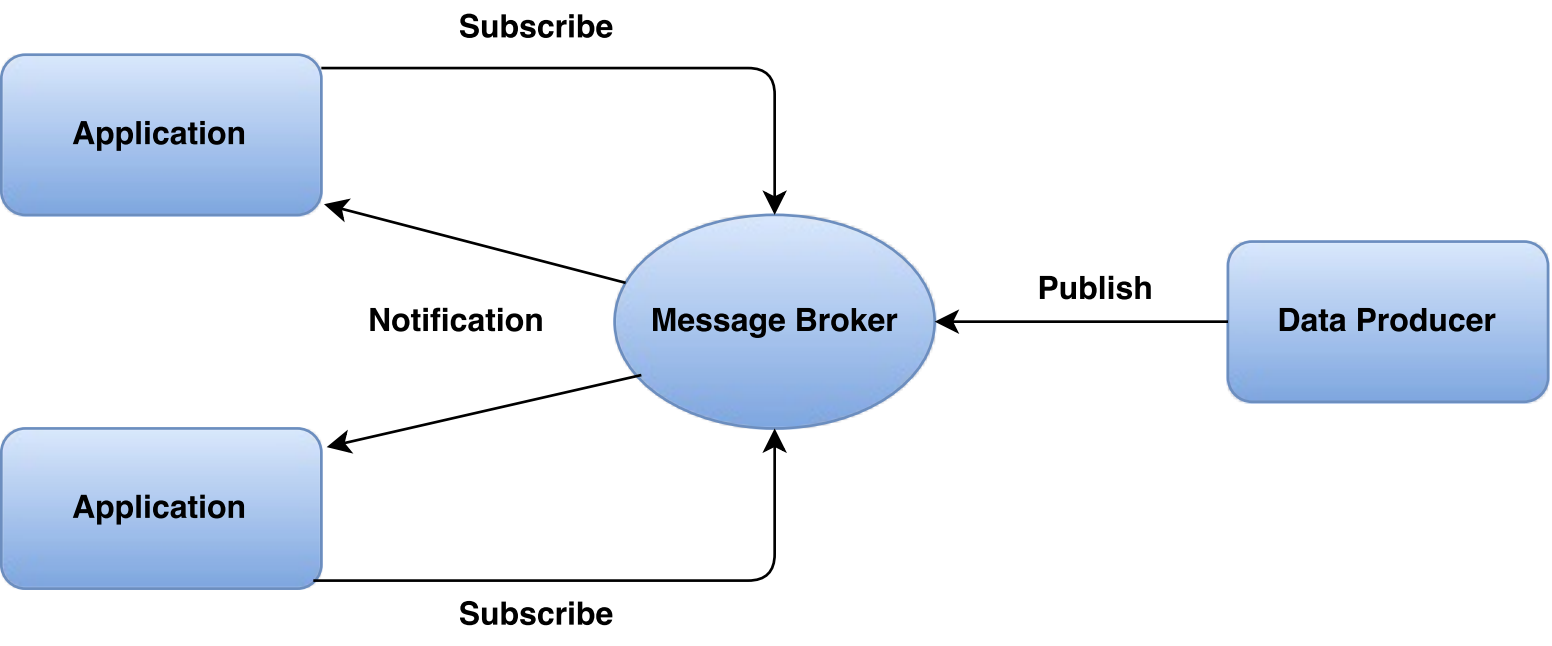 Subscribe
Application
Publish
Notification
Message Broker
Data Producer
Application
Subscribe